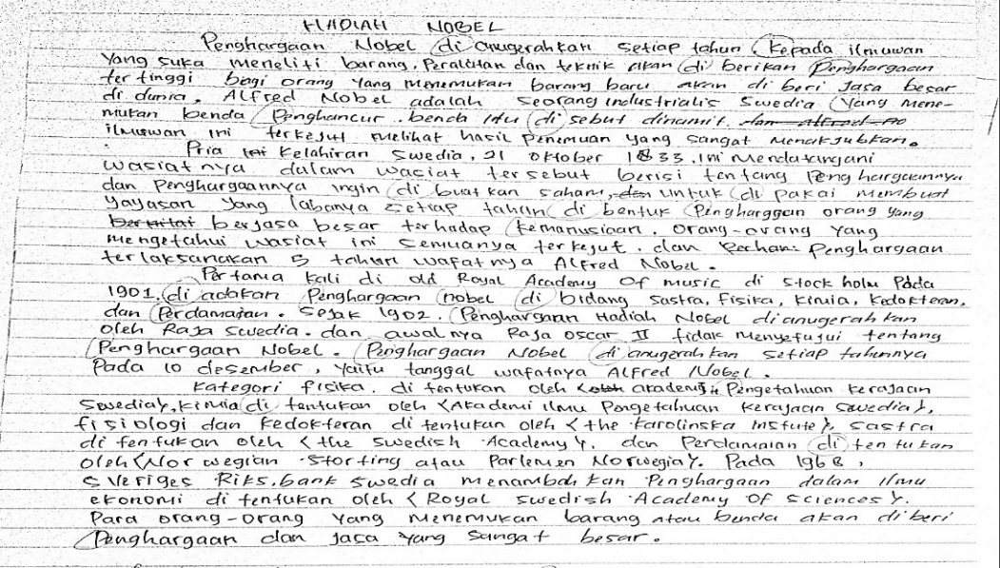 HADIAH NOBEL
Penghargaan Nobel di anugerahkan setiap tahun. Kepada ilmuwan
Yang suka meneliti barang, Peralatan dan teknik akan di berikan Penghargaan
tertinggi bagi orang yang menemukan barang baru akan di beri Jasa besar
di dunia. Alfred Nobel adalah seorang industrialis Swedia Yang mene-
mukan benda Penghancur. benda itu di sebut dinamit. dan alfred no
ilmuwan ini terkejut melihat hasil Penemuan yang sangat menakjubkan.
Pria kelahiran Swedia, 21 Oktober 1833, ini mendatangani
wasiatnya dalam wasiat tersebut berisi tentang Penghargaannya
dan Penghargaannya ingin di buatkan saham, untuk di pakai membuat
yayasan yang labanya setiap tahun di bentuk Pengharggan orang yang
berjasa besar terhadap kemanusiaan. orang-orang yang
mengetahui wasiat ini semuanya terkejut. dan Penghargaan
terlaksanakan 5 tahun wafatnya Alfred Nobel.
Pertama kali di old Royal Academy Of music di stock holm Pada
1901. di adakan Penghargaan nobel di bidang sastra, fisika, kimia, kedokteran,
dan Perdamaian. Sejak 1902. Penghargaan Hadiah Nobel dianugerahkan
oleh Raja swedia. dan awalnya Raja oscar II tidak menyetujui tentang
Penghargaan Nobel. Penghargaan Nobel di anugerahkan setiap tahunnya
Pada 10 desember, yaitu tanggal wafatnya Alfred Nobel.
Kategori fisika. di tentukan oleh akademi Pengetahuan kerajaan
Swedia, kimia di tentukan oleh <Akademi ilmu Pengetahuan kerajaan swedia>,
fisiologi dan kedokteran di tentukan oleh <the karolinska instute>, sastra
di tentukan oleh <the swedish Academy>, dan Perdamaian di tentukan
oleh <Norwegian Storting atau Parlemen Norwegia>. Pada 1968,
Sveriges Riks.bank swedia menambahkan Penghargaan dalam ilmu
ekonomi di tentukan oleh <Royal swedish Academy Of sciences>.
Para orang-orang yang menemukan barang atau benda akan diberi
Penghargaan dan jasa yang sangat besar.